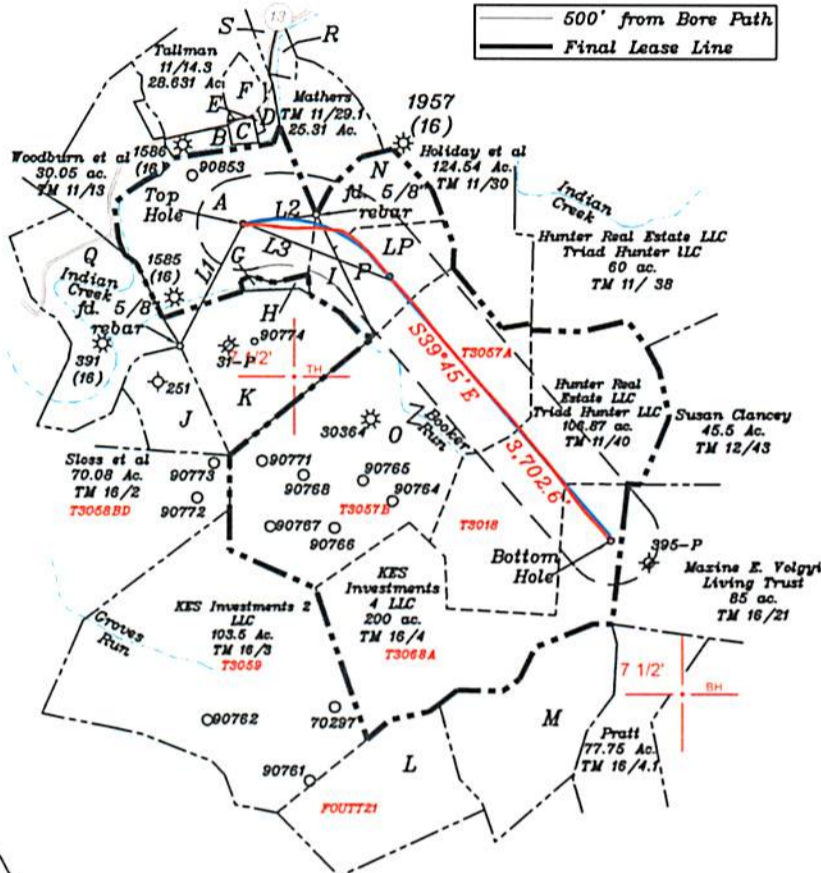 500' from Bore Path
Final Lease Line
13
S
R
Tallman
11/14.3
28.631 Ac.
F
E
D
B
C
Mathers
TM 11/29.1
25.31 Ac.
1957
(16)
1586
(16)
90853
Woodburn et al
30.05 ac.
TM 11/13
N
Holiday et al
124.54 Ac.
TM 11/30
Indian
Creek
Top
Hole
A
L2
fd. 5/8"
rebar
L3
LP
Hunter Real Estate LLC
Triad Hunter lLC
60 ac.
TM 11/ 38
Q
Indian
Creek
fd. 5/8"
rebar
1585
(16)
L1
G
I
P
H
391
(16)
90774
31-P
7 1/2'
TH
251
J
K
S39°45'E
3,702.6'
T3057A
Booker
Run
Hunter Real
Estate LLC
Triad Hunter LLC
106.87 ac.
TM 11/40
Susan Clancey
45.5 Ac.
TM 12/43
30364
O
Sloss et al
70.08 Ac.
TM 16/2
T3058BD
90773
90772
90771
90768
90765
90764
T3057B
90767
90766
T3018
Bottom
Hole
395-P
Maxine E. Volgyi
Living Trust
85 ac.
TM 16/21
KES Investments 2
LLC
103.5 Ac.
TM 16/3
T3059
Groves
Run
KES
Investments
4 LLC
200 ac.
TM 16/4
T3068A
7 1/2'
BH
90762
70297
M
Pratt
77.75 Ac.
TM 16/4.1
L
90761
FOUTTZ1